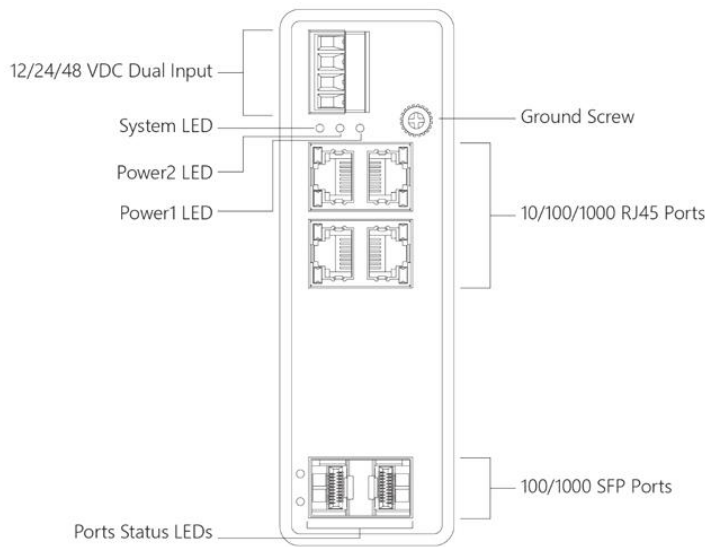 12/24/48 VDC Dual Input
System LED
Ground Screw
Power2 LED
Power1 LED
10/100/1000 RJ45 Ports
100/1000 SFP Ports
Ports Status LEDs